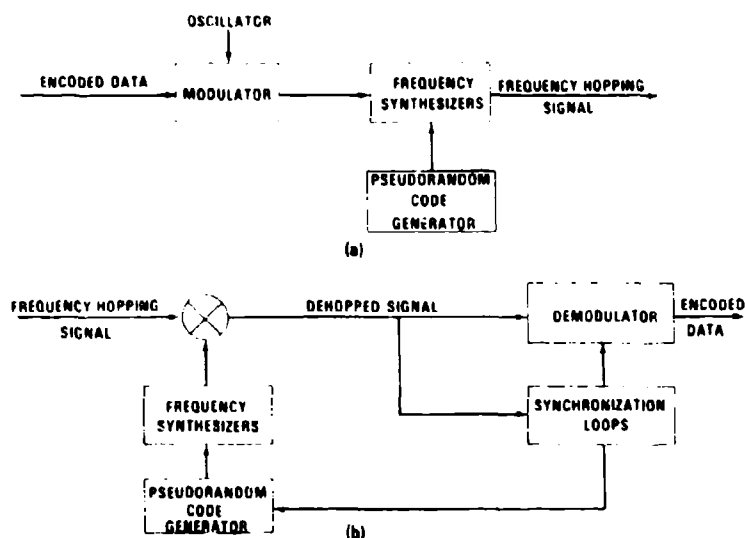 OSCILLATOR
ENCODED DATA
MODULATOR
FREQUENCY
SYNTHESIZERS
FREQUENCY HOPPING
SIGNAL
PSEUDORANDOM
CODE
GENERATOR
(a)
FREQUENCY HOPPING
SIGNAL
DEHOPPED SIGNAL
DEMODULATOR
ENCODED
DATA
FREQUENCY
SYNTHESIZERS
SYNCHRONIZATION
LOOPS
PSEUDORANDOM
CODE
GENERATOR
(b)